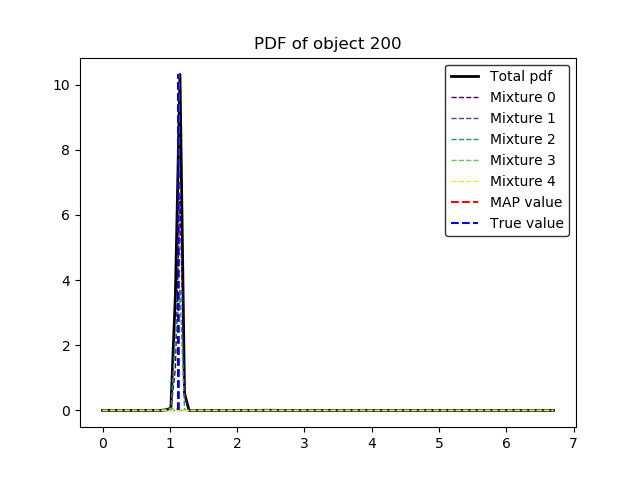 PDF of object 200
Total pdf
Mixture 0
Mixture 1
Mixture 2
Mixture 3
Mixture 4
MAP value
True value
10
8
6
4
2
0
0 1 2 3 4 5 6 7